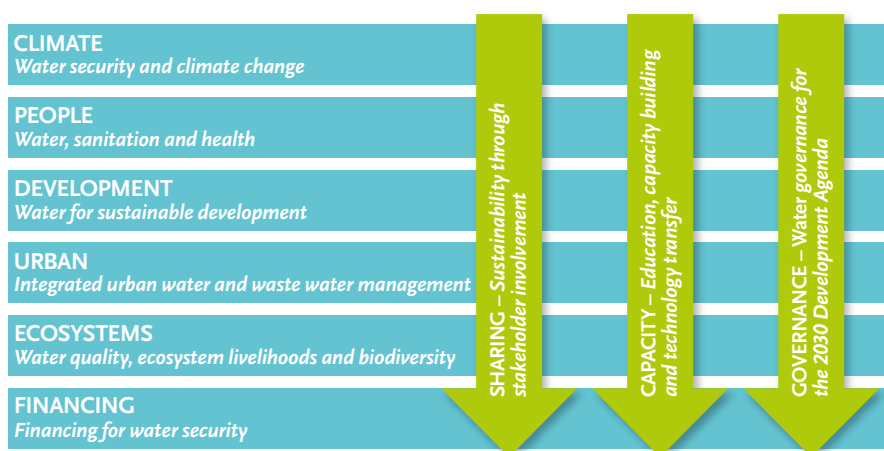 CLIMATE
Water security and climate change
PEOPLE
Water, sanitation and health
DEVELOPMENT
Water for sustainable development
URBAN
Integrated urban water and waste water management
ECOSYSTEMS
Water quality, ecosystem livelihoods and biodiversity
FINANCING
Financing for water security
SHARING – Sustainability through
stakeholder involvement
CAPACITY – Education, capacity building
and technology transfer
GOVERNANCE – Water governance for
the 2030 Development Agenda